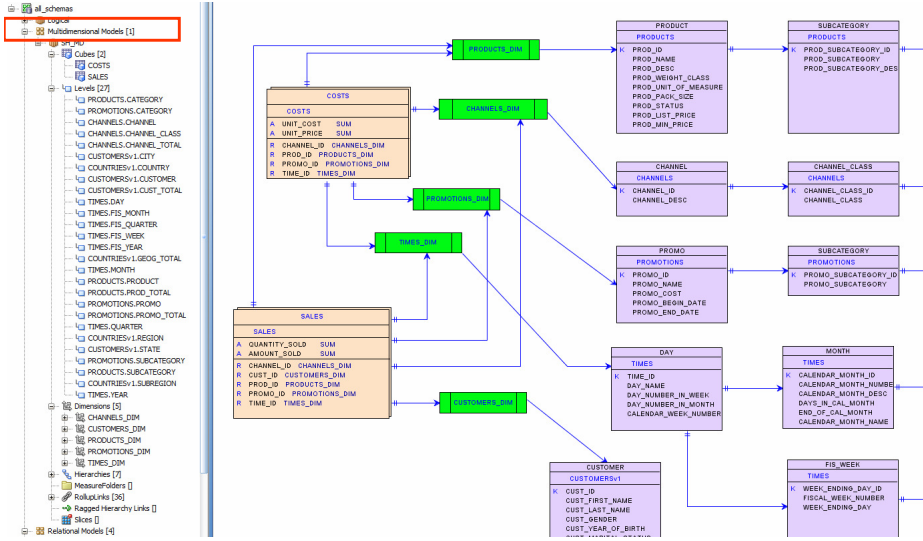 all_schemas
Logical
Multidimensional Models [1]
SH_MD
Cubes [2]
COSTS
SALES
Levels [27]
PRODUCTS.CATEGORY
PROMOTIONS.CATEGORY
CHANNELS.CHANNEL
CHANNELS.CHANNEL_CLASS
CHANNELS.CHANNEL_TOTAL
CUSTOMERSv1.CITY
COUNTRIESv1.COUNTRY
CUSTOMERSv1.CUSTOMER
CUSTOMERSv1.CUST_TOTAL
TIMES.DAY
TIMES.FIS_MONTH
TIMES.FIS_QUARTER
TIMES.FIS_WEEK
TIMES.FIS_YEAR
COUNTRIESv1.GEOG_TOTAL
TIMES.MONTH
PRODUCTS.PRODUCT
PRODUCTS.PROD_TOTAL
PROMOTIONS.PROMO
PROMOTIONS.PROMO_TOTAL
TIMES.QUARTER
COUNTRIESv1.REGION
CUSTOMERSv1.STATE
PROMOTIONS.SUBCATEGORY
PRODUCTS.SUBCATEGORY
COUNTRIESv1.SUBREGION
TIMES.YEAR
Dimensions [5]
CHANNELS_DIM
CUSTOMERS_DIM
PRODUCTS_DIM
PROMOTIONS_DIM
TIMES_DIM
Hierarchies [7]
MeasureFolders []
RollupLinks [36]
Ragged Hierarchy Links []
Slices []
Relational Models [4]
COSTS
COSTS
A UNIT_COST SUM
A UNIT_PRICE SUM
R CHANNEL_ID CHANNELS_DIM
R PROD_ID PRODUCTS_DIM
R PROMO_ID PROMOTIONS_DIM
R TIME_ID TIMES_DIM
SALES
SALES
A QUANTITY_SOLD SUM
A AMOUNT_SOLD SUM
R CHANNEL_ID CHANNELS_DIM
R CUST_ID CUSTOMERS_DIM
R PROD_ID PRODUCTS_DIM
R PROMO_ID PROMOTIONS_DIM
R TIME_ID TIMES_DIM
PRODUCTS_DIM
CHANNELS_DIM
PROMOTIONS_DIM
TIMES_DIM
CUSTOMERS_DIM
PRODUCT
PRODUCTS
K PROD_ID
PROD_NAME
PROD_DESC
PROD_WEIGHT_CLASS
PROD_UNIT_OF_MEASURE
PROD_PACK_SIZE
PROD_STATUS
PROD_LIST_PRICE
PROD_MIN_PRICE
SUBCATEGORY
PRODUCTS
K PROD_SUBCATEGORY_ID
PROD_SUBCATEGORY
PROD_SUBCATEGORY_DES
CHANNEL
CHANNELS
K CHANNEL_ID
CHANNEL_DESC
CHANNEL_CLASS
CHANNELS
K CHANNEL_CLASS_ID
CHANNEL_CLASS
PROMO
PROMOTIONS
K PROMO_ID
PROMO_NAME
PROMO_COST
PROMO_BEGIN_DATE
PROMO_END_DATE
SUBCATEGORY
PROMOTIONS
K PROMO_SUBCATEGORY_ID
PROMO_SUBCATEGORY
DAY
TIMES
K TIME_ID
DAY_NAME
DAY_NUMBER_IN_WEEK
DAY_NUMBER_IN_MONTH
CALENDAR_WEEK_NUMBER
MONTH
TIMES
K CALENDAR_MONTH_ID
CALENDAR_MONTH_NUMBE
CALENDAR_MONTH_DESC
DAYS_IN_CAL_MONTH
END_OF_CAL_MONTH
CALENDAR_MONTH_NAME
CUSTOMER
CUSTOMERSv1
K CUST_ID
CUST_FIRST_NAME
CUST_LAST_NAME
CUST_GENDER
CUST_YEAR_OF_BIRTH
CUST_MARITAL_STATUS
FIS_WEEK
TIMES
K WEEK_ENDING_DAY_ID
FISCAL_WEEK_NUMBER
WEEK_ENDING_DAY